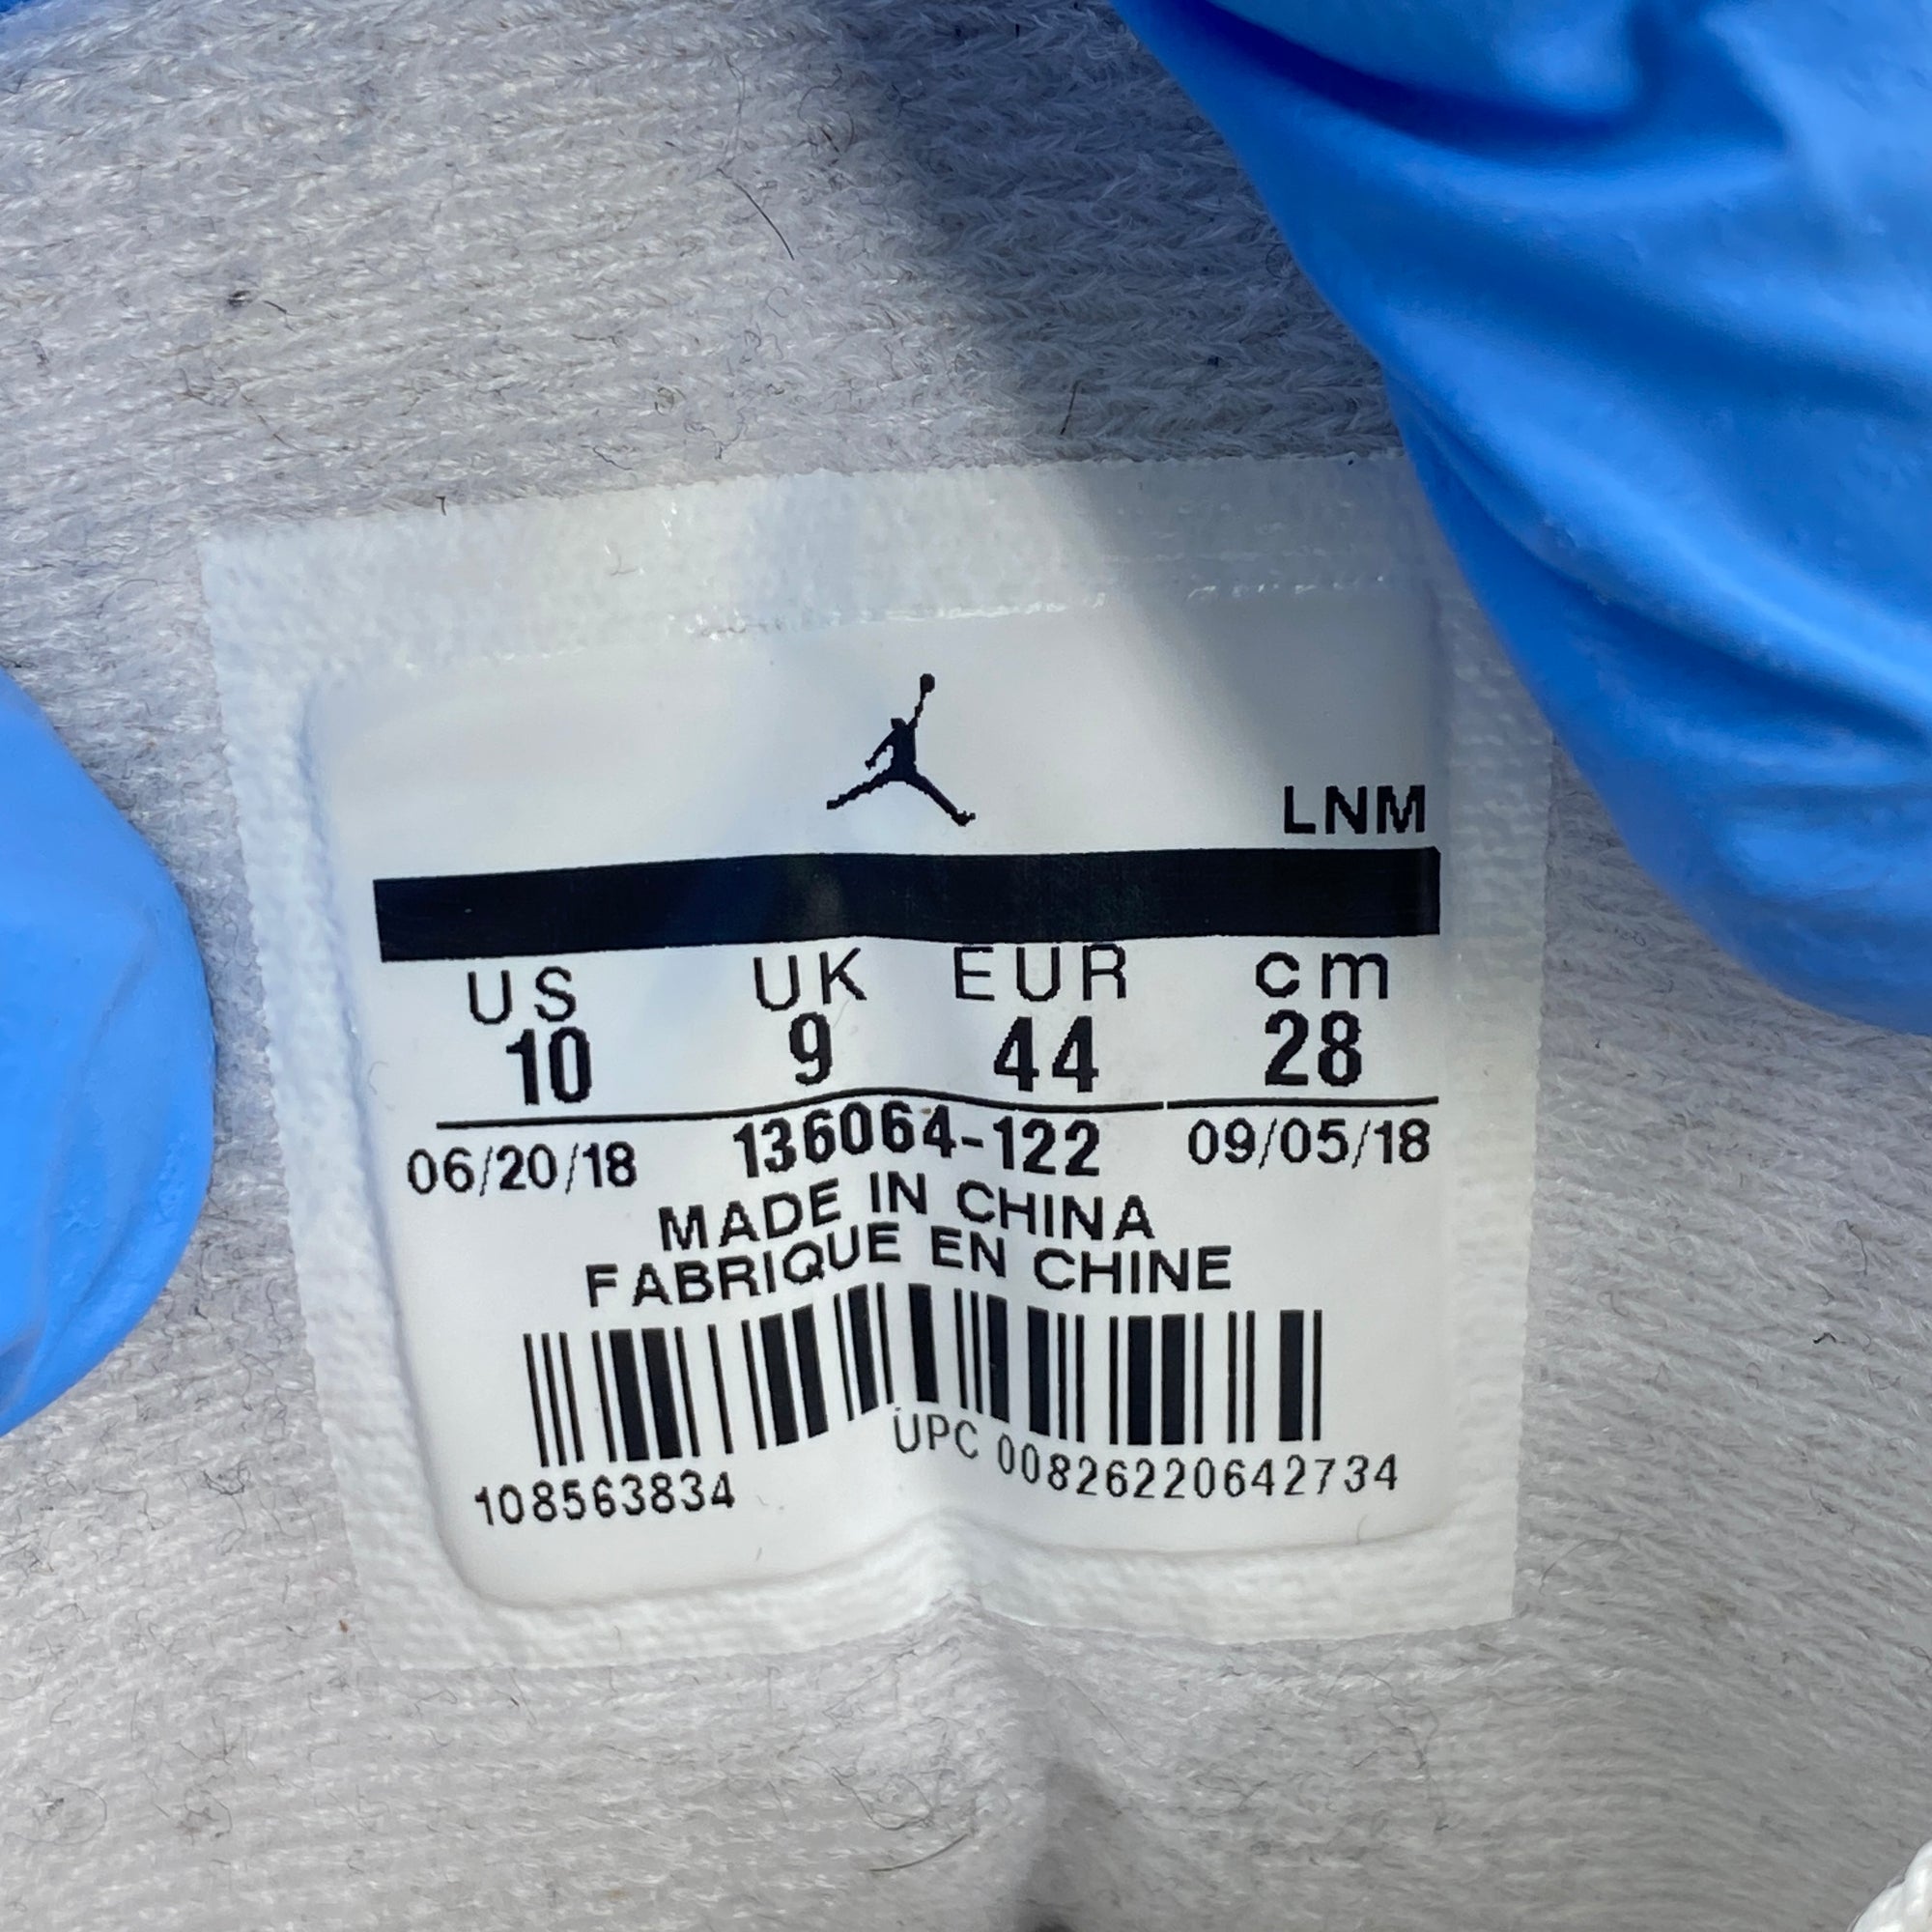 LNM
US UK EUR cm
10 9 44 28
06/20/18 136064-122 09/05/18
MADE IN CHINA
FABRIQUE EN CHINE
108563834 UPC 00826220642734